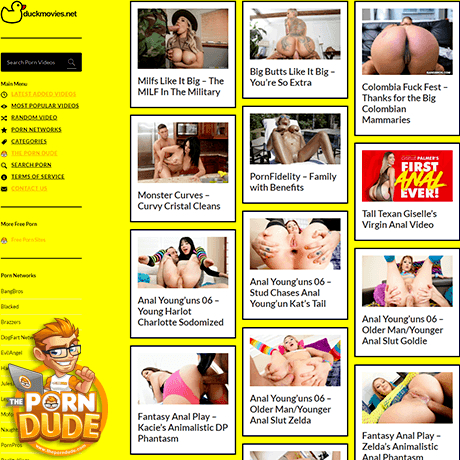 duckmovies.net
Search Porn Videos
Main Menu
LATEST ADDED VIDEOS
MOST POPULAR VIDEOS
RANDOM VIDEO
PORN NETWORKS
CATEGORIES
THE PORN DUDE
SEARCH PORN
TERMS OF SERVICE
CONTACT US
More Free Porn
Free Porn Sites
Porn Networks
BangBros
Blacked
Brazzers
DogFart Netwo
EvilAngel
Jules
Naught
PornPros
THE
PORN
DUDE
Milfs Like It Big – The
MILF In The Military
Monster Curves –
Curvy Cristal Cleans
Anal Young'uns 06 –
Young Harlot
Charlotte Sodomized
Fantasy Anal Play –
Kacie's Animalistic DP
Phantasm
Big Butts Like It Big –
You're So Extra
PornFidelity – Family
with Benefits
Anal Young'uns 06 –
Stud Chases Anal
Young'un Kat's Tail
Anal Young'uns 06 –
Older Man/Younger
Anal Slut Zelda
Colombia Fuck Fest –
Thanks for the Big
Colombian
Mammaries
PALMER'S
FIRST
ANAL
EVER!
Tall Texan Giselle's
Virgin Anal Video
Anal Young'uns 06 –
Older Man/Younger
Anal Slut Goldie
Fantasy Anal Play –
Zelda's Animalistic
Anal Phantasm